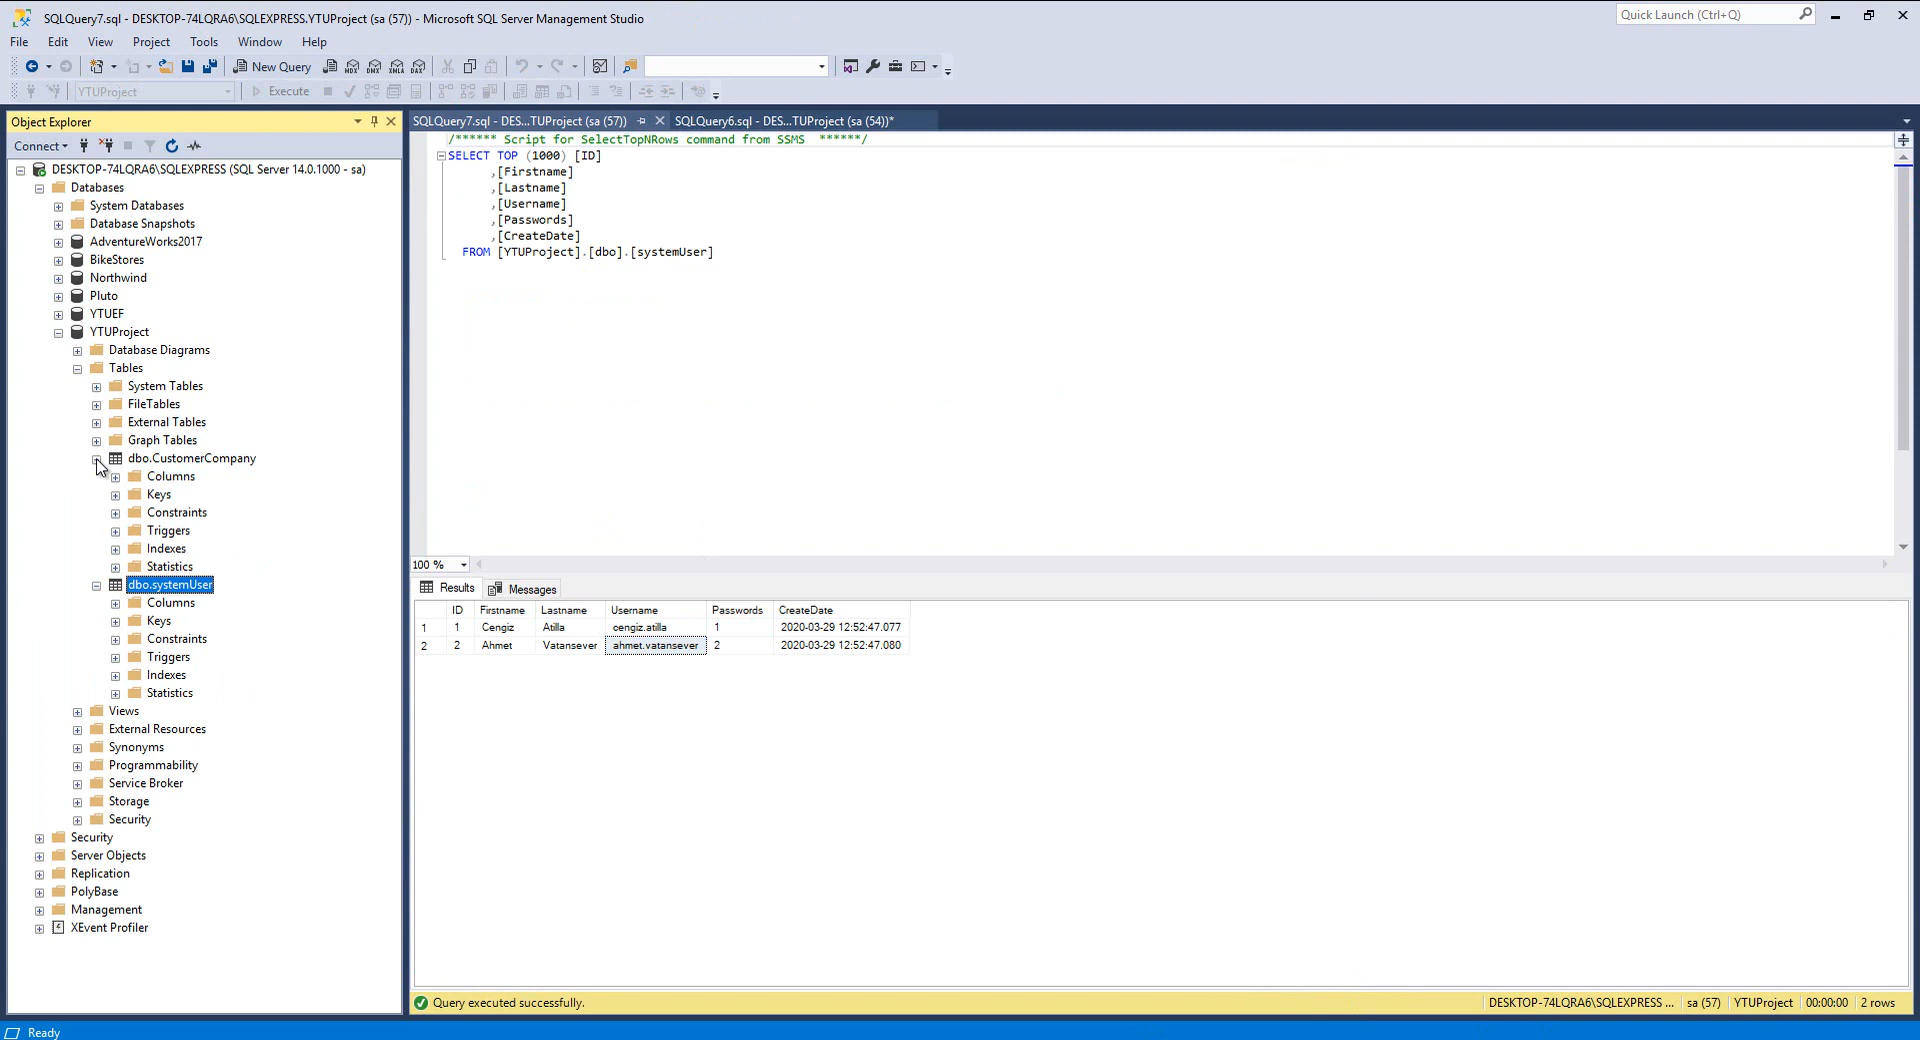 SQLQuery7.sql - DESKTOP-74LQRA6\SQLEXPRESS.YTUProject (sa (57)) - Microsoft SQL Server Management Studio
Quick Launch (Ctrl+Q)
File Edit View Project Tools Window Help
New Query
MDX DMX XMLA DAX
YTUProject
Execute
Object Explorer
Connect
DESKTOP-74LQRA6\SQLEXPRESS (SQL Server 14.0.1000 - sa)
Databases
System Databases
Database Snapshots
AdventureWorks2017
BikeStores
Northwind
Pluto
YTUEF
YTUProject
Database Diagrams
Tables
System Tables
FileTables
External Tables
Graph Tables
dbo.CustomerCompany
Columns
Keys
Constraints
Triggers
Indexes
Statistics
dbo.systemUser
Columns
Keys
Constraints
Triggers
Indexes
Statistics
Views
External Resources
Synonyms
Programmability
Service Broker
Storage
Security
Security
Server Objects
Replication
PolyBase
Management
XEvent Profiler
SQLQuery7.sql - DES...TUProject (sa (57)) SQLQuery6.sql - DES...TUProject (sa (54))*
/****** Script for SelectTopNRows command from SSMS ******/
SELECT TOP (1000) [ID]
,[Firstname]
,[Lastname]
,[Username]
,[Passwords]
,[CreateDate]
FROM [YTUProject].[dbo].[systemUser]
100 %
Results Messages
ID Firstname Lastname Username Passwords CreateDate
1 1 Cengiz Atilla cengiz.atilla 1 2020-03-29 12:52:47.077
2 2 Ahmet Vatansever ahmet.vatansever 2 2020-03-29 12:52:47.080
Query executed successfully.
DESKTOP-74LQRA6\SQLEXPRESS ... sa (57) YTUProject 00:00:00 2 rows
Ready